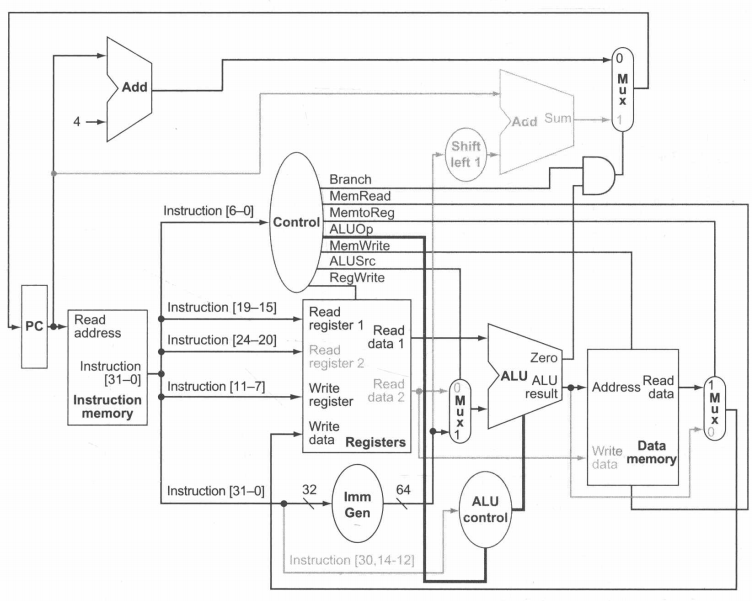 Add
4
0
Mux
1
Add Sum
Shift
left 1
Branch
MemRead
MemtoReg
ALUOp
MemWrite
ALUSrc
RegWrite
Control
Instruction [6–0]
Instruction [19–15]
Instruction [24–20]
Instruction [11–7]
Instruction [31–0]
PC
Read
address
Instruction
[31–0]
Instruction
memory
Read
register 1
Read
register 2
Write
register
Write
data
Registers
Read
data 1
Read
data 2
0
Mux
1
ALU
Zero
ALU
result
Address
Read
data
Write
data
Data
memory
1
Mux
0
32
Imm
Gen
64
ALU
control
Instruction [30,14-12]